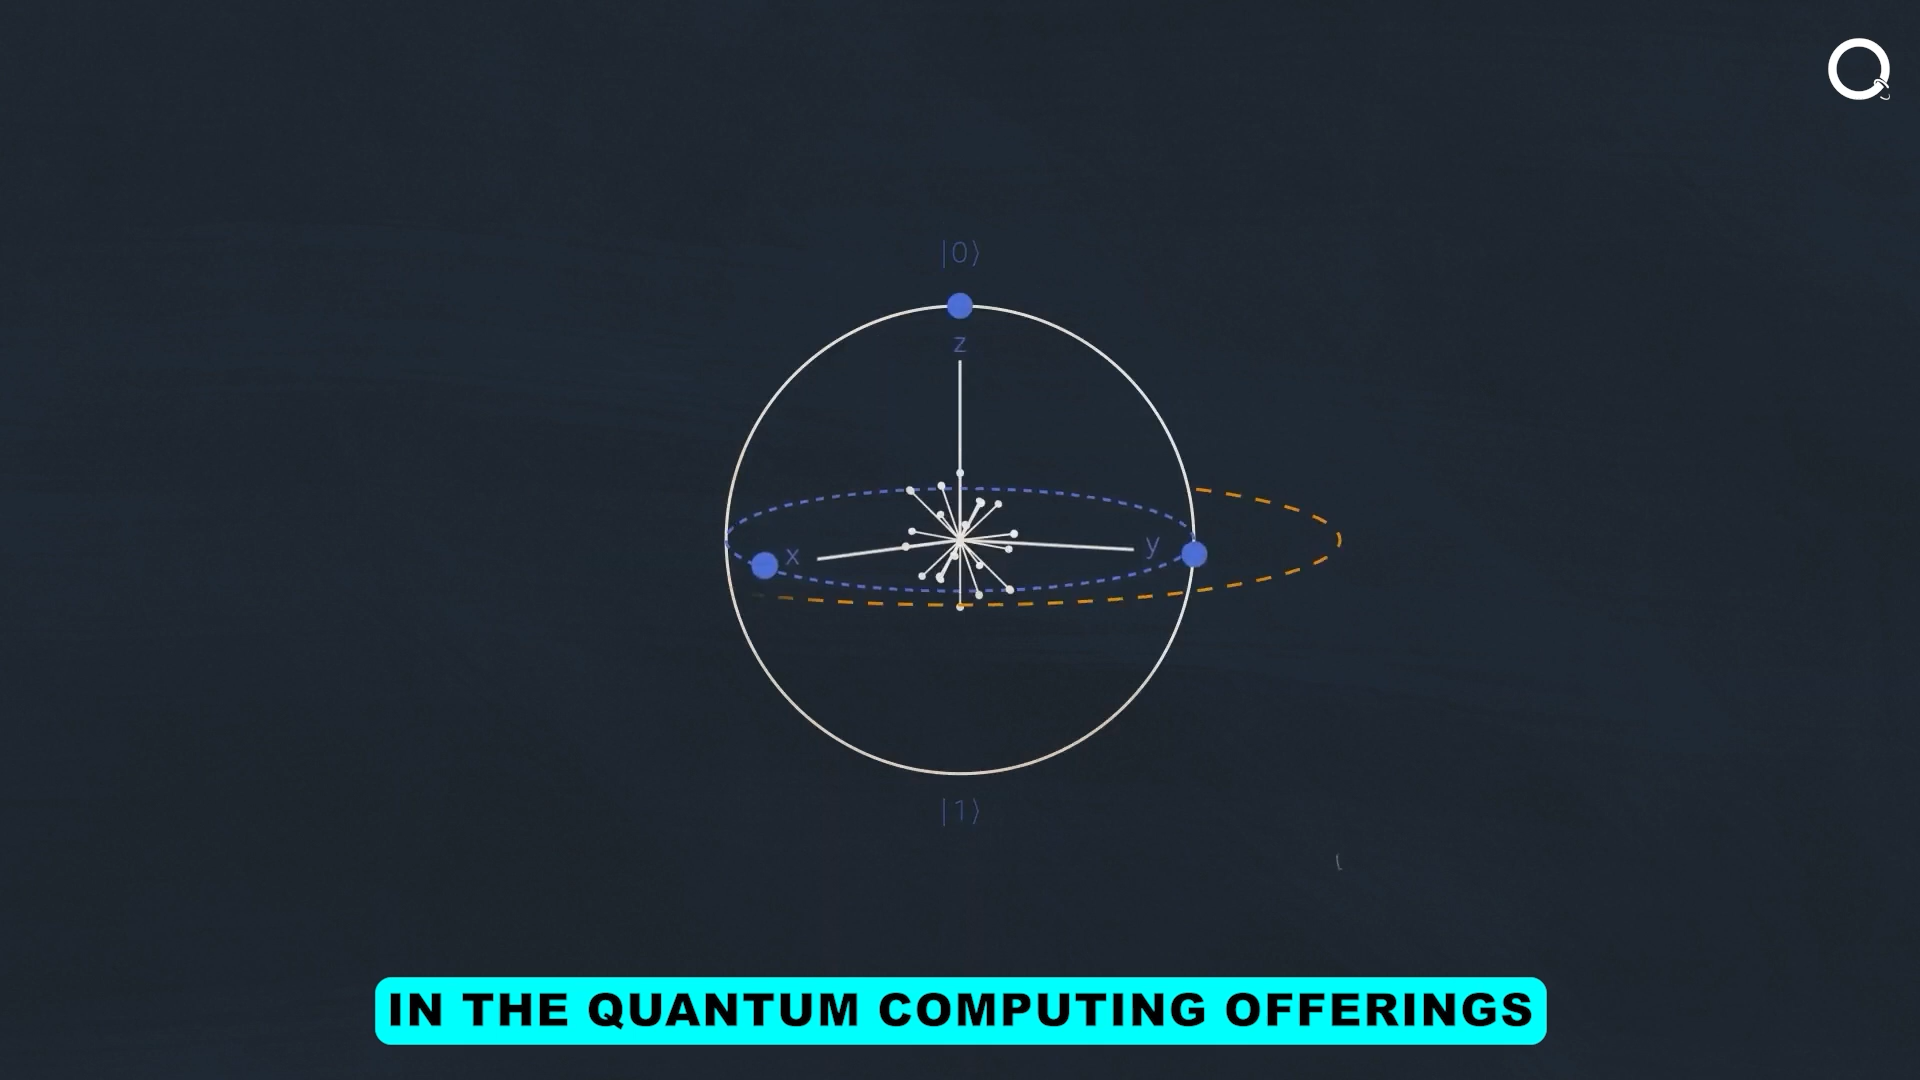 |0⟩
z
x
y
|1⟩
IN THE QUANTUM COMPUTING OFFERINGS